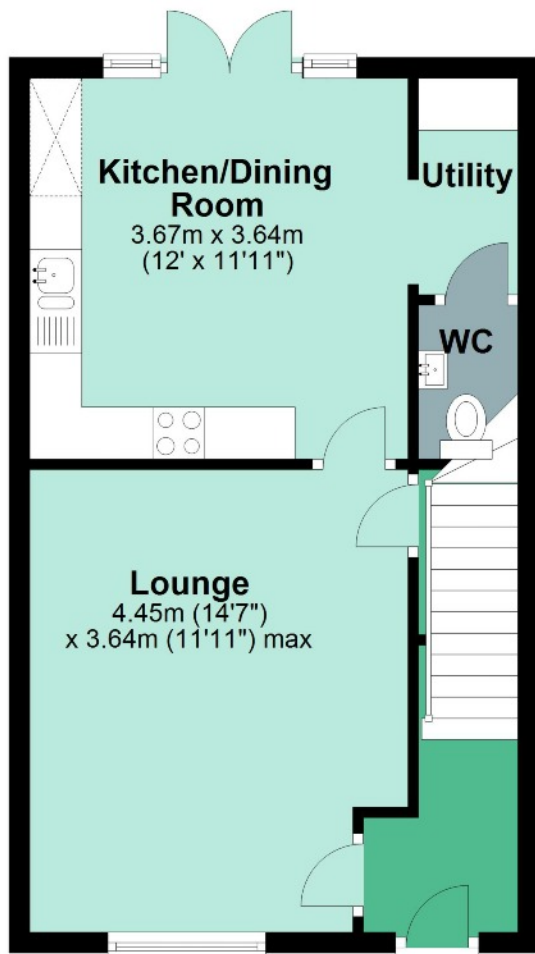 Kitchen/Dining
Room
3.67m x 3.64m
(12' x 11'11")
Utility
WC
Lounge
4.45m (14'7")
x 3.64m (11'11") max